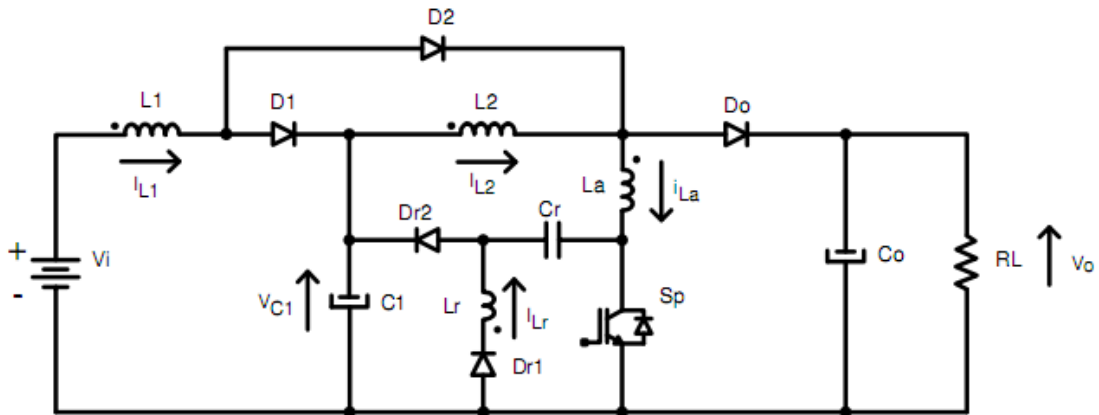 D2
L1
D1
L2
Do
IL1
IL2
La
iLa
Dr2
Cr
+
Vi
-
VC1
C1
Lr
ILr
Sp
Co
RL
Vo
Dr1